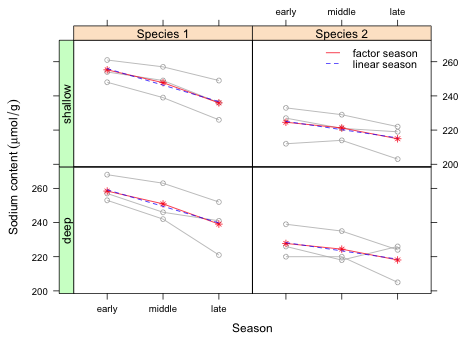 early middle late
Species 1 Species 2
factor season
linear season
shallow
260
240
220
200
deep
260
240
220
200
Sodium content (μmol/g)
early middle late
Season